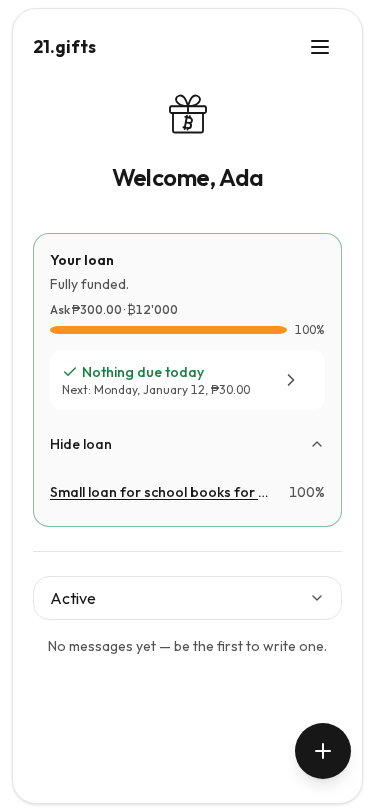 21.gifts
Welcome, Ada
Your loan
Fully funded.
Ask ₱300.00 · ₿12'000
100%
Nothing due today
Next: Monday, January 12, ₱30.00
Hide loan
Small loan for school books for ... 100%
Active
No messages yet — be the first to write one.